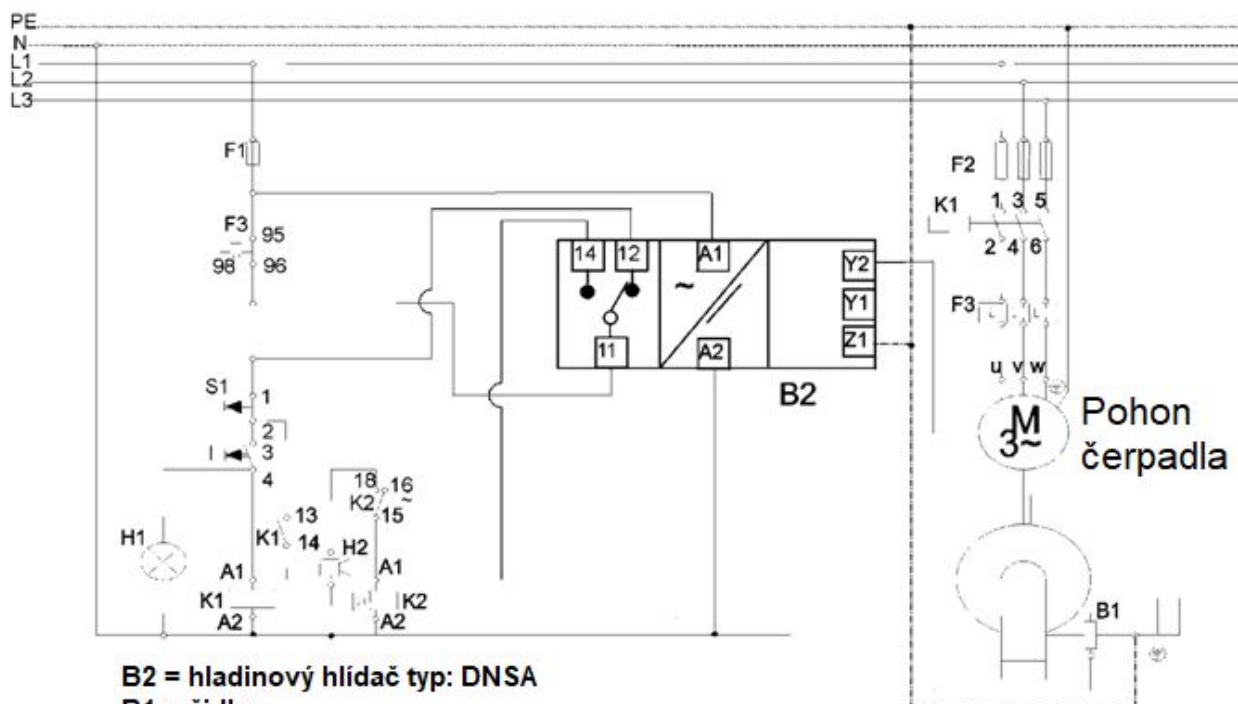 PE
N
L1
L2
L3
F1
F2
K1 1 3 5
2 4 6
F3 95
98 96
14 12 A1
~
11 A2
Y2
Y1
Z1
B2
F3
u v w
M
3~
Pohon
čerpadla
S1 1
2
I 3
4
18 16
K2 ~
15
13
K1 14
H1
H2
A1 A1
K1 K2
A2 A2
B1
B2 = hladinový hlídač typ: DNSA